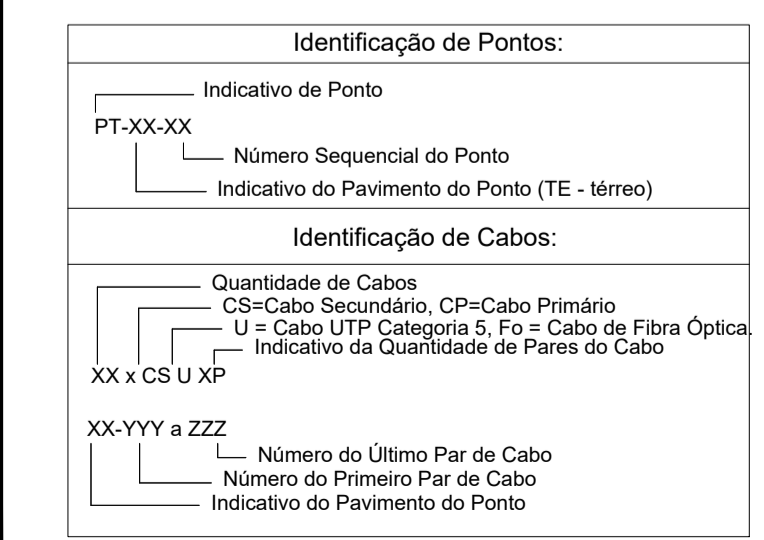 Identificação de Pontos:
Indicativo de Ponto
PT-XX-XX
Número Sequencial do Ponto
Indicativo do Pavimento do Ponto (TE - térreo)
Identificação de Cabos:
Quantidade de Cabos
CS=Cabo Secundário, CP=Cabo Primário
U = Cabo UTP Categoria 5, Fo = Cabo de Fibra Óptica.
Indicativo da Quantidade de Pares do Cabo
XX x CS U XP
XX-YYY a ZZZ
Número do Último Par de Cabo
Número do Primeiro Par de Cabo
Indicativo do Pavimento do Ponto